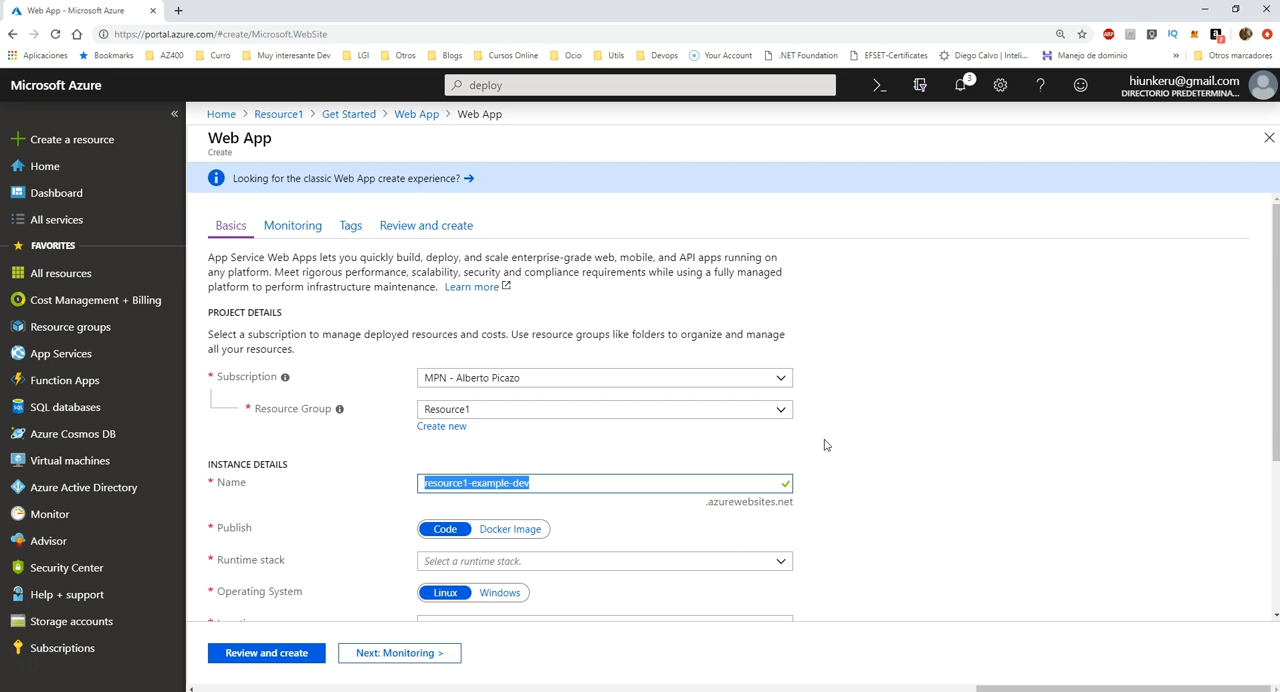 Web App - Microsoft Azure
https://portal.azure.com/#create/Microsoft.WebSite
Aplicaciones Bookmarks AZ400 Curro Muy interesante Dev LGI Otros Blogs Cursos Online Ocio Utils Devops Your Account .NET Foundation EFSET-Certificates Diego Calvo | Inteli... Manejo de dominio » Otros marcadores
Microsoft Azure
deploy
3
hiunkeru@gmail.com
DIRECTORIO PREDETERMINA...
«
Create a resource
Home
Dashboard
All services
FAVORITES
All resources
Cost Management + Billing
Resource groups
App Services
Function Apps
SQL databases
Azure Cosmos DB
Virtual machines
Azure Active Directory
Monitor
Advisor
Security Center
Help + support
Storage accounts
Subscriptions
Home > Resource1 > Get Started > Web App > Web App
Web App
Create
Looking for the classic Web App create experience? →
Basics Monitoring Tags Review and create
App Service Web Apps lets you quickly build, deploy, and scale enterprise-grade web, mobile, and API apps running on
any platform. Meet rigorous performance, scalability, security and compliance requirements while using a fully managed
platform to perform infrastructure maintenance. Learn more
PROJECT DETAILS
Select a subscription to manage deployed resources and costs. Use resource groups like folders to organize and manage
all your resources.
* Subscription
MPN - Alberto Picazo
* Resource Group
Resource1
Create new
INSTANCE DETAILS
* Name
resource1-example-dev
.azurewebsites.net
* Publish
Code Docker Image
* Runtime stack
Select a runtime stack.
* Operating System
Linux Windows
Review and create
Next: Monitoring >